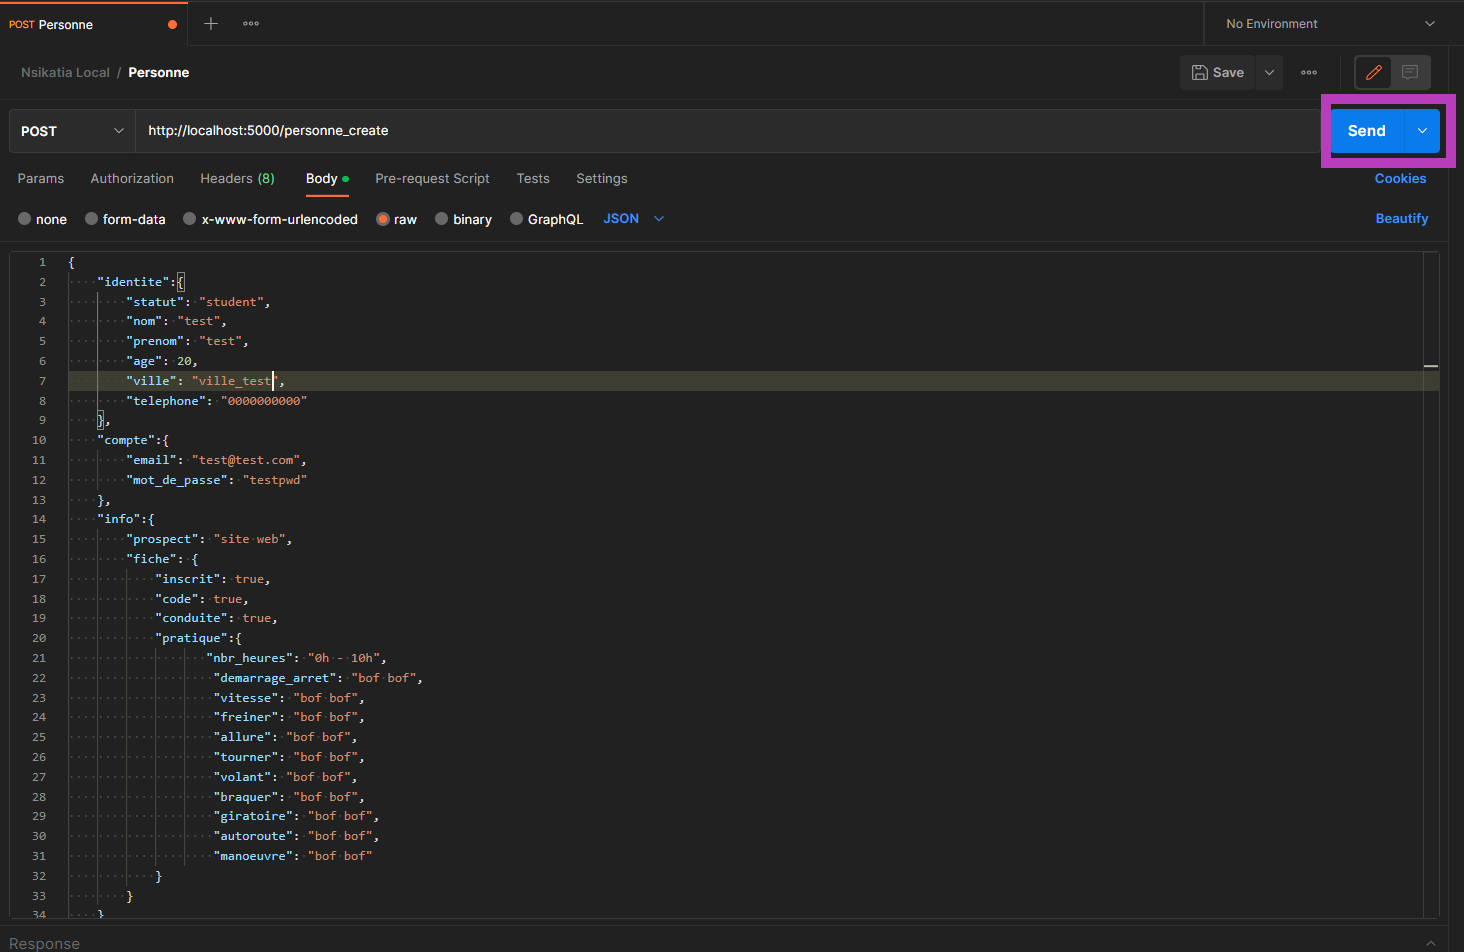 POST Personne
No Environment
Nsikatia Local / Personne
Save
POST
http://localhost:5000/personne_create
Send
Params Authorization Headers (8) Body Pre-request Script Tests Settings Cookies
none form-data x-www-form-urlencoded raw binary GraphQL JSON Beautify
1 {
2 "identite":{
3 "statut": "student",
4 "nom": "test",
5 "prenom": "test",
6 "age": 20,
7 "ville": "ville_test",
8 "telephone": "0000000000"
9 },
10 "compte":{
11 "email": "test@test.com",
12 "mot_de_passe": "testpwd"
13 },
14 "info":{
15 "prospect": "site web",
16 "fiche": {
17 "inscrit": true,
18 "code": true,
19 "conduite": true,
20 "pratique":{
21 "nbr_heures": "0h - 10h",
22 "demarrage_arret": "bof bof",
23 "vitesse": "bof bof",
24 "freiner": "bof bof",
25 "allure": "bof bof",
26 "tourner": "bof bof",
27 "volant": "bof bof",
28 "braquer": "bof bof",
29 "giratoire": "bof bof",
30 "autoroute": "bof bof",
31 "manoeuvre": "bof bof"
32 }
33 }
34 }
Response